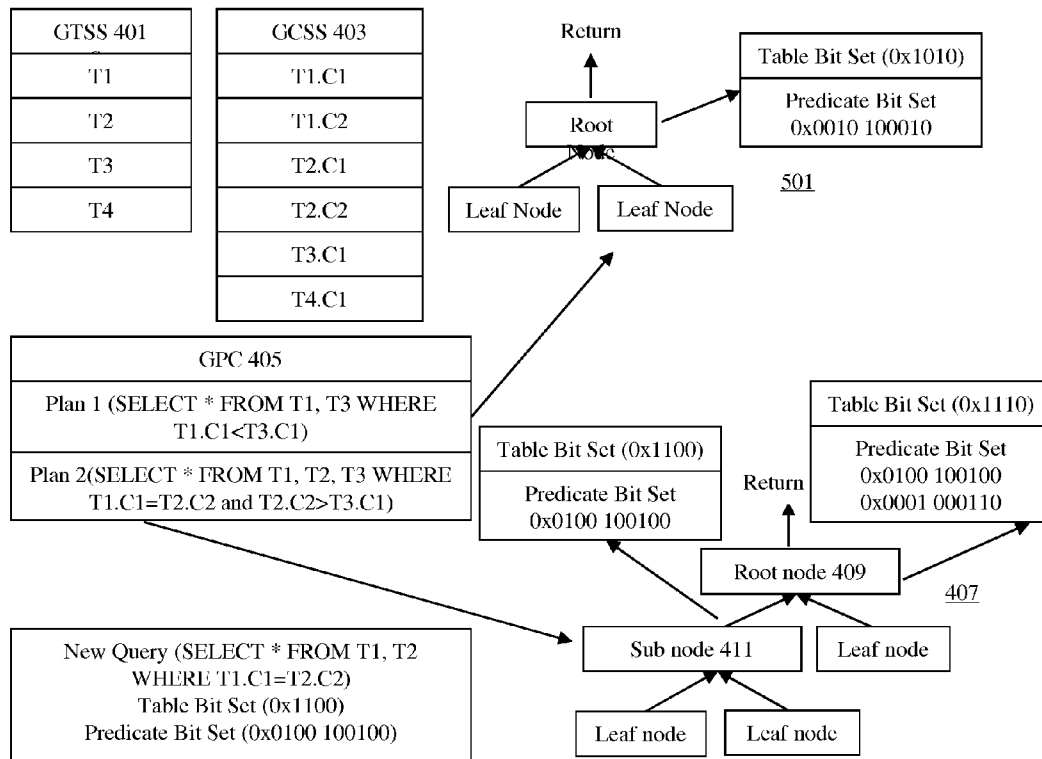 GTSS 401
T1
T2
T3
T4
GCSS 403
T1.C1
T1.C2
T2.C1
T2.C2
T3.C1
T4.C1
Return
Root
Node
Leaf Node
Leaf Node
Table Bit Set (0x1010)
Predicate Bit Set
0x0010 100010
501
GPC 405
Plan 1 (SELECT * FROM T1, T3 WHERE
T1.C1<T3.C1)
Plan 2(SELECT * FROM T1, T2, T3 WHERE
T1.C1=T2.C2 and T2.C2>T3.C1)
Table Bit Set (0x1100)
Predicate Bit Set
0x0100 100100
Return
Table Bit Set (0x1110)
Predicate Bit Set
0x0100 100100
0x0001 000110
Root node 409
407
Sub node 411
Leaf node
Leaf node
Leaf node
New Query (SELECT * FROM T1, T2
WHERE T1.C1=T2.C2)
Table Bit Set (0x1100)
Predicate Bit Set (0x0100 100100)